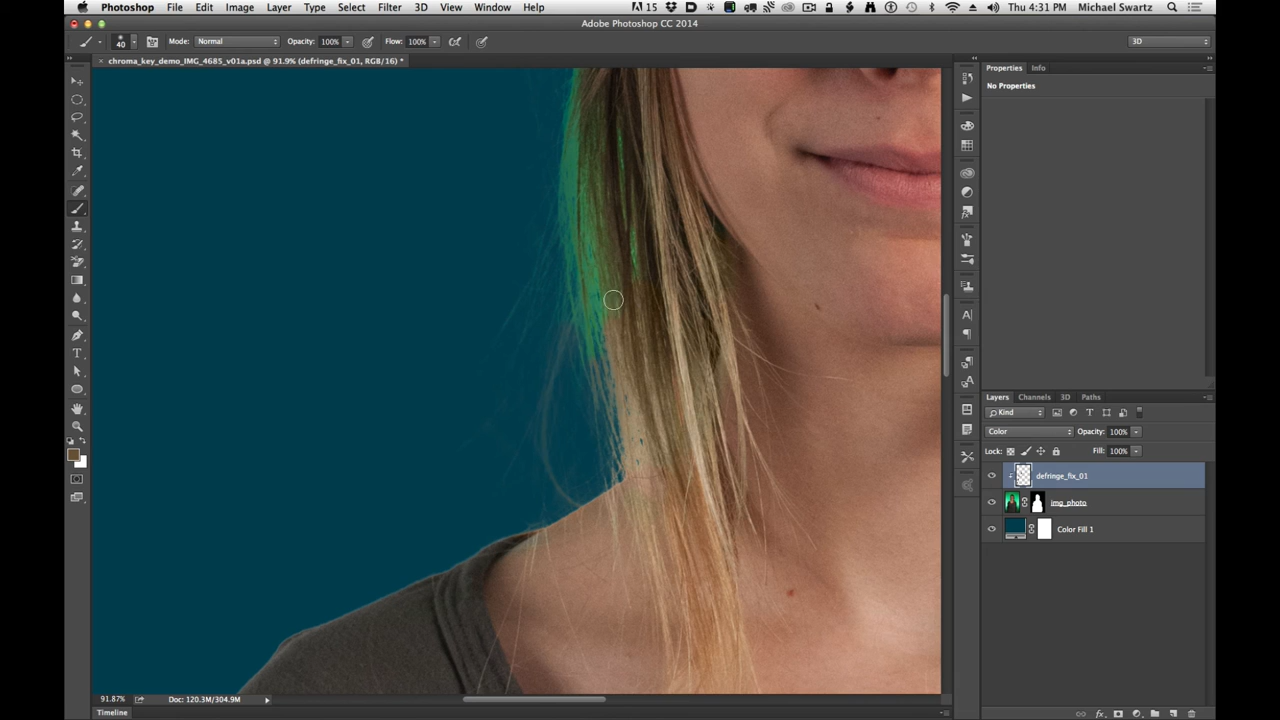 Photoshop File Edit Image Layer Type Select Filter 3D View Window Help 15 Thu 4:31 PM Michael Swartz
Adobe Photoshop CC 2014
40 Mode: Normal Opacity: 100% Flow: 100% 3D
× chroma_key_demo_IMG_4685_v01a.psd @ 91.9% (defringe_fix_01, RGB/16) *
Properties Info
No Properties
Layers Channels 3D Paths
Kind
Color Opacity: 100%
Lock: Fill: 100%
defringe_fix_01
img_photo
Color Fill 1
91.87% Doc: 120.3M/304.9M
Timeline